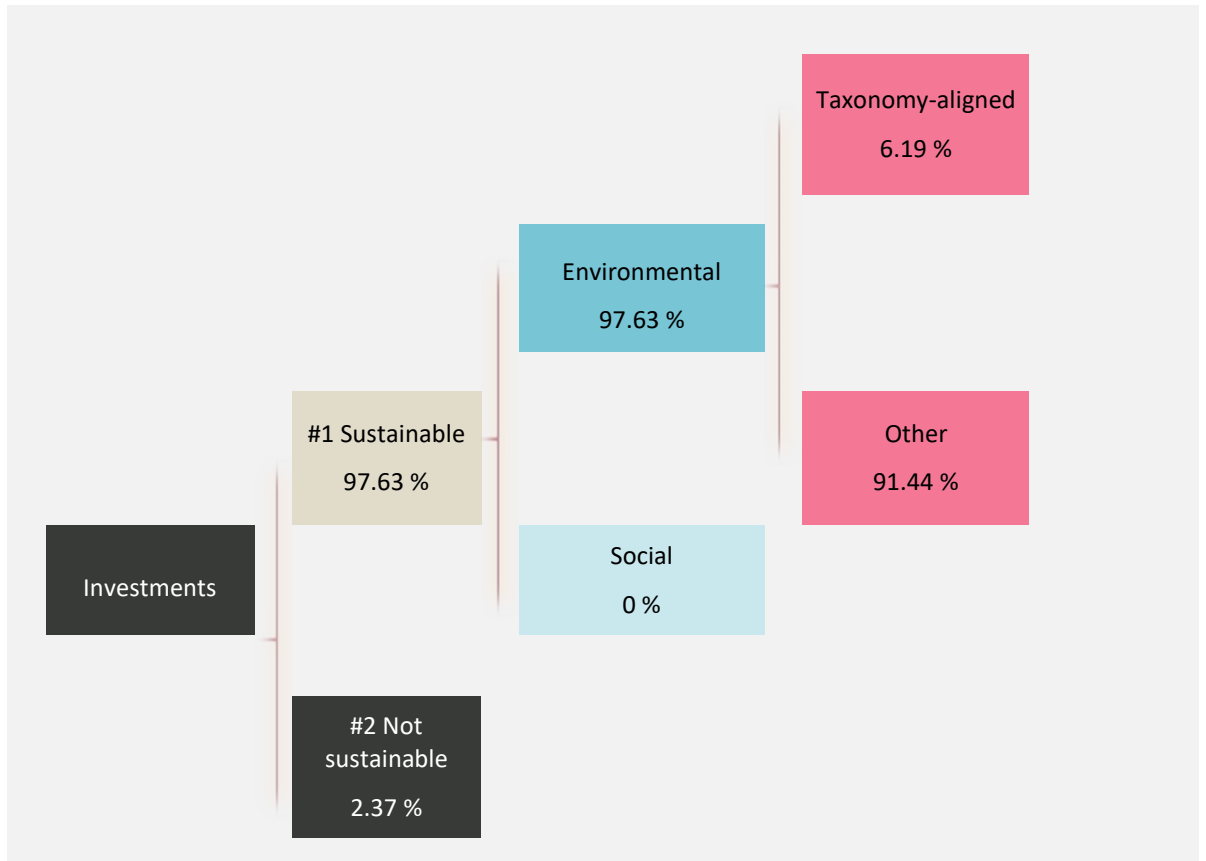 Taxonomy-aligned
6.19 %
Environmental
97.63 %
#1 Sustainable
97.63 %
Other
91.44 %
Investments
Social
0 %
#2 Not
sustainable
2.37 %